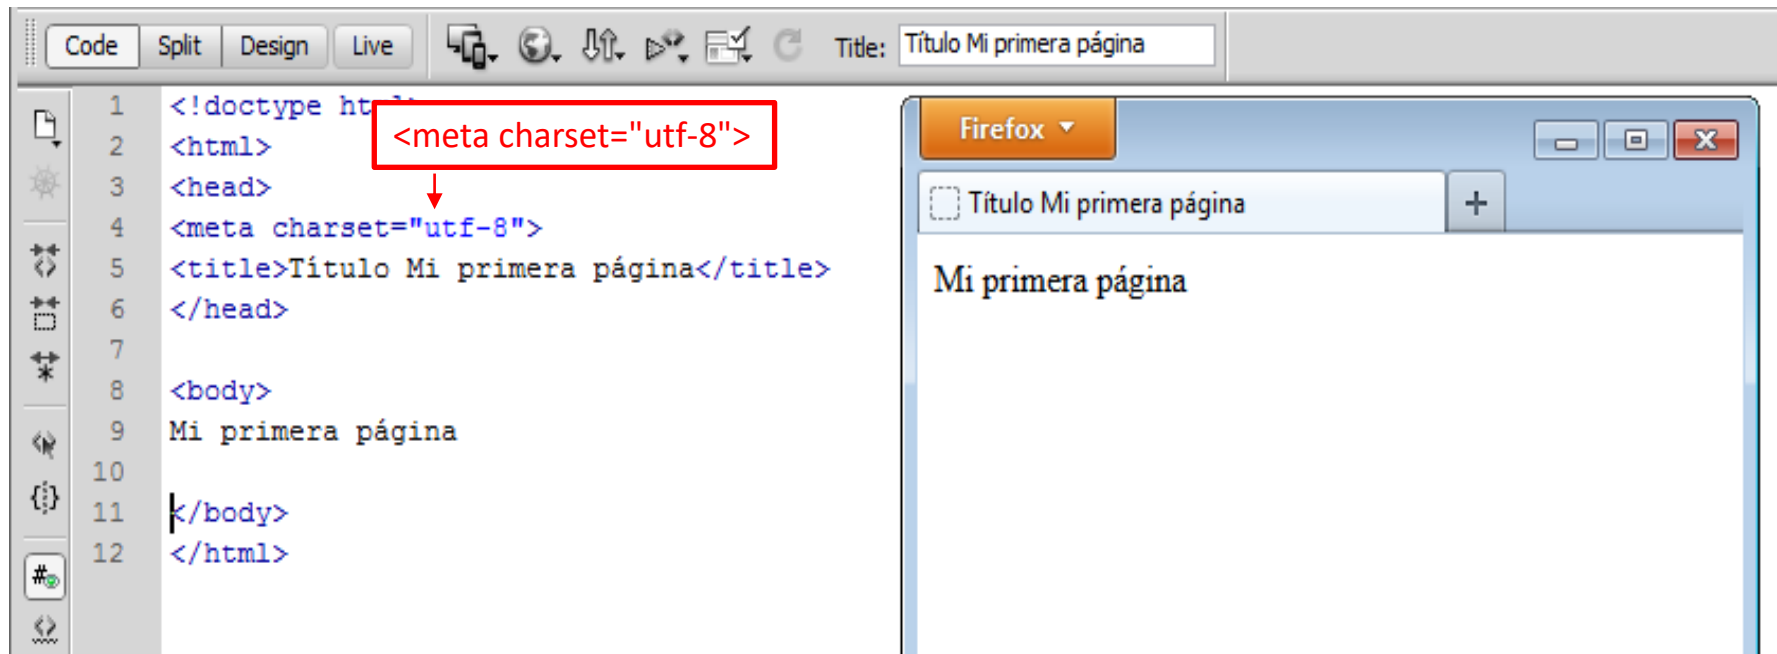 Code Split Design Live Title: Título Mi primera página
1 <!doctype html>
<meta charset="utf-8">
2 <html>
3 <head>
4 <meta charset="utf-8">
5 <title>Título Mi primera página</title>
6 </head>
7
8 <body>
9 Mi primera página
10
11 </body>
12 </html>
Firefox
Título Mi primera página
Mi primera página